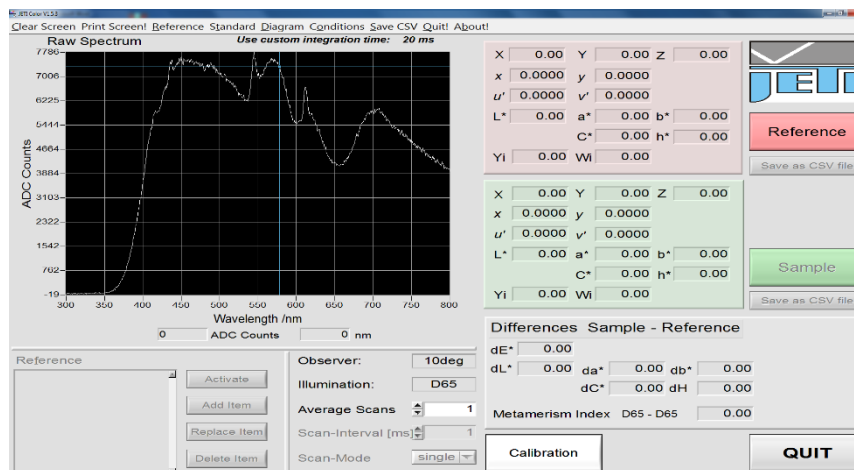 JETI Color V1.5.5
Clear Screen Print Screen! Reference Standard Diagram Conditions Save CSV Quit! About!
Raw Spectrum
Use custom integration time: 20 ms
7786
7006
6225
5444
4664
3884
3103
2322
1542
762
-19
ADC Counts
300 350 400 450 500 550 600 650 700 750 800
Wavelength /nm
0 ADC Counts 0 nm
X 0.00 Y 0.00 Z 0.00
x 0.0000 y 0.0000
u' 0.0000 v' 0.0000
L* 0.00 a* 0.00 b* 0.00
C* 0.00 h* 0.00
Yi 0.00 Wi 0.00
JETI
Reference
Save as CSV file
X 0.00 Y 0.00 Z 0.00
x 0.0000 y 0.0000
u' 0.0000 v' 0.0000
L* 0.00 a* 0.00 b* 0.00
C* 0.00 h* 0.00
Yi 0.00 Wi 0.00
Sample
Save as CSV file
Differences Sample - Reference
dE* 0.00
dL* 0.00 da* 0.00 db* 0.00
dC* 0.00 dH 0.00
Metamerism Index D65 - D65 0.00
Reference
Activate
Add Item
Replace Item
Delete Item
Observer: 10deg
Illumination: D65
Average Scans 1
Scan-Interval [ms] 1
Scan-Mode single
Calibration
QUIT